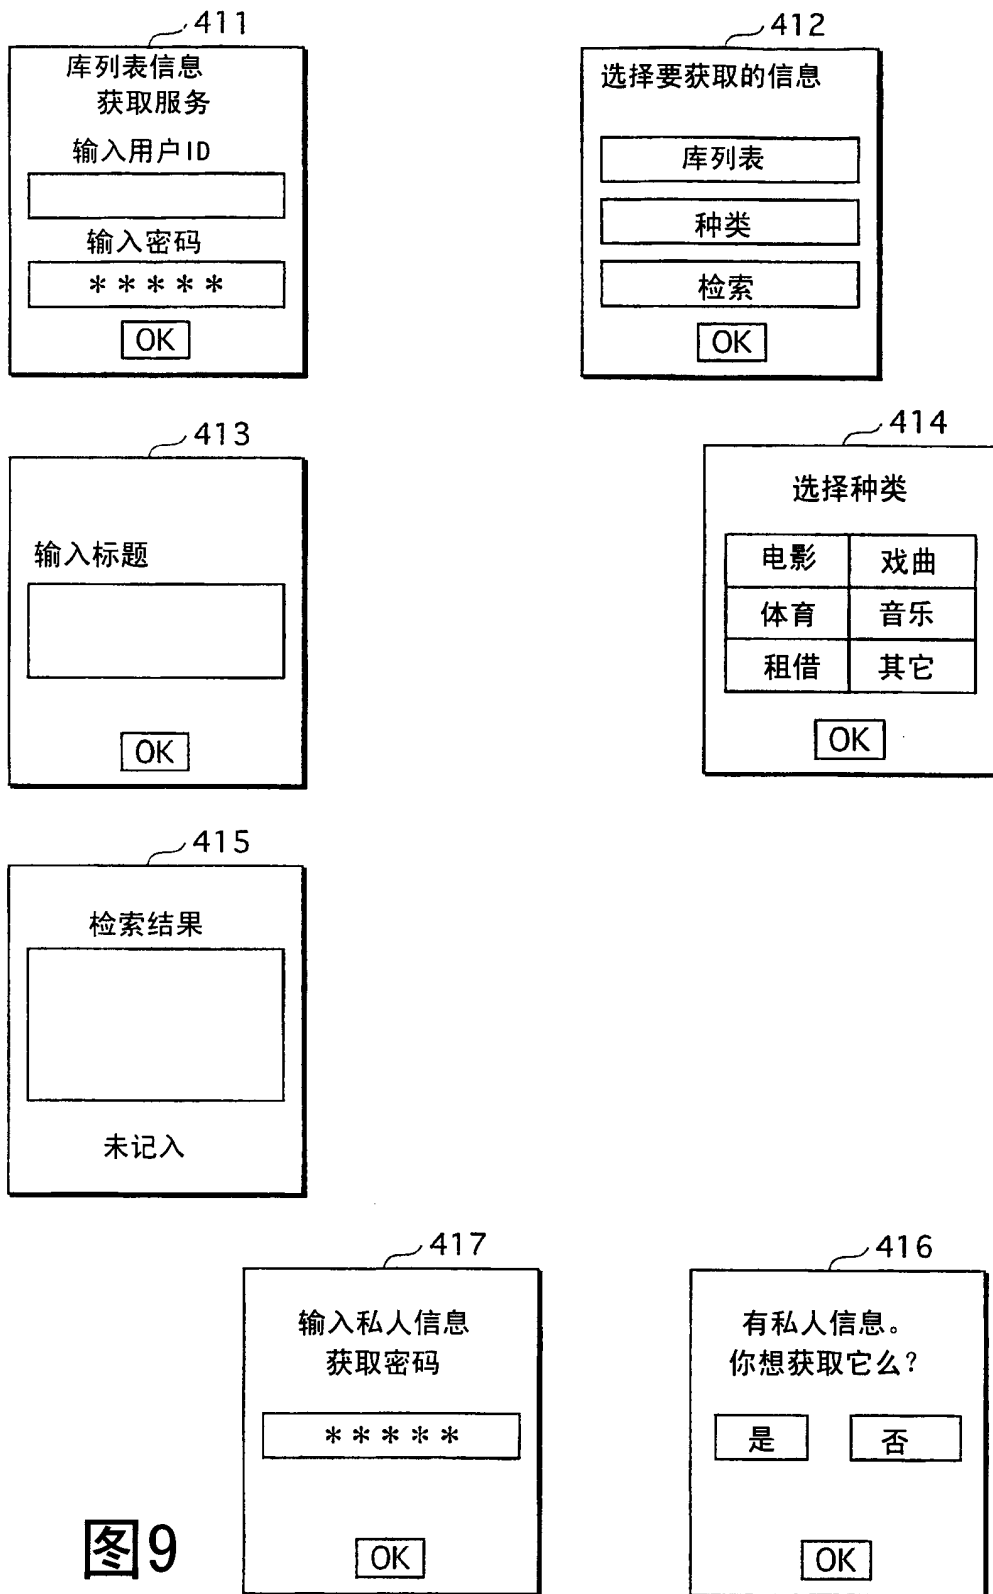 411
库列表信息
获取服务
输入用户ID
输入密码
*****
OK
412
选择要获取的信息
库列表
种类
检索
OK
413
输入标题
OK
414
选择种类
电影 戏曲
体育 音乐
租借 其它
OK
415
检索结果
未记入
417
输入私人信息
获取密码
*****
OK
416
有私人信息。
你想获取它么?
是 否
OK
图9